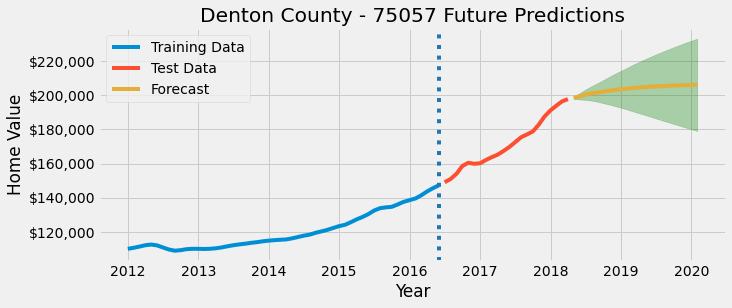 Denton County - 75057 Future Predictions
Training Data
Test Data
Forecast
Home Value
$220,000
$200,000
$180,000
$160,000
$140,000
$120,000
2012 2013 2014 2015 2016 2017 2018 2019 2020
Year